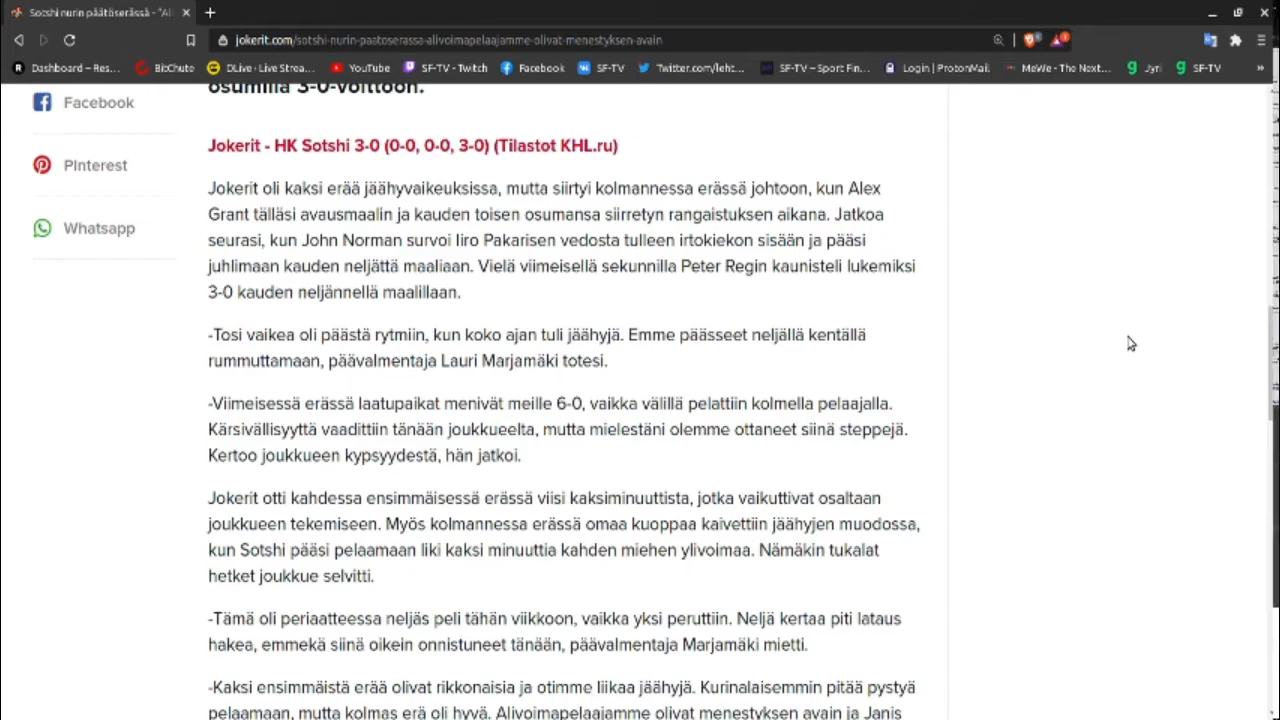 Sotshi nurin päätöserässä - "Al
jokerit.com/sotshi-nurin-paatoserassa-alivoimapelaajamme-olivat-menestyksen-avain
Dashboard – Res...
BitChute
DLive · Live Strea...
YouTube
SF-TV - Twitch
Facebook
SF-TV
Twitter.com/leht...
SF-TV – Sport Fin...
Login | ProtonMail
MeWe - The Next...
Jyri
SF-TV
»
osumilla 3-0-voittoon.
Facebook
PInterest
Whatsapp
Jokerit - HK Sotshi 3-0 (0-0, 0-0, 3-0) (Tilastot KHL.ru)
Jokerit oli kaksi erää jäähyvaikeuksissa, mutta siirtyi kolmannessa erässä johtoon, kun Alex
Grant tälläsi avausmaalin ja kauden toisen osumansa siirretyn rangaistuksen aikana. Jatkoa
seurasi, kun John Norman survoi Iiro Pakarisen vedosta tulleen irtokiekon sisään ja pääsi
juhlimaan kauden neljättä maaliaan. Vielä viimeisellä sekunnilla Peter Regin kaunisteli lukemiksi
3-0 kauden neljännellä maalillaan.
-Tosi vaikea oli päästä rytmiin, kun koko ajan tuli jäähyjä. Emme päässeet neljällä kentällä
rummuttamaan, päävalmentaja Lauri Marjamäki totesi.
-Viimeisessä erässä laatupaikat menivät meille 6-0, vaikka välillä pelattiin kolmella pelaajalla.
Kärsivällisyyttä vaadittiin tänään joukkueelta, mutta mielestäni olemme ottaneet siinä steppejä.
Kertoo joukkueen kypsyydestä, hän jatkoi.
Jokerit otti kahdessa ensimmäisessä erässä viisi kaksiminuuttista, jotka vaikuttivat osaltaan
joukkueen tekemiseen. Myös kolmannessa erässä omaa kuoppaa kaivettiin jäähyjen muodossa,
kun Sotshi pääsi pelaamaan liki kaksi minuuttia kahden miehen ylivoimaa. Nämäkin tukalat
hetket joukkue selvitti.
-Tämä oli periaatteessa neljäs peli tähän viikkoon, vaikka yksi peruttiin. Neljä kertaa piti lataus
hakea, emmekä siinä oikein onnistuneet tänään, päävalmentaja Marjamäki mietti.
-Kaksi ensimmäistä erää olivat rikkonaisia ja otimme liikaa jäähyjä. Kurinalaisemmin pitää pystyä
pelaamaan, mutta kolmas erä oli hyvä. Alivoimapelaajamme olivat menestyksen avain ja Janis